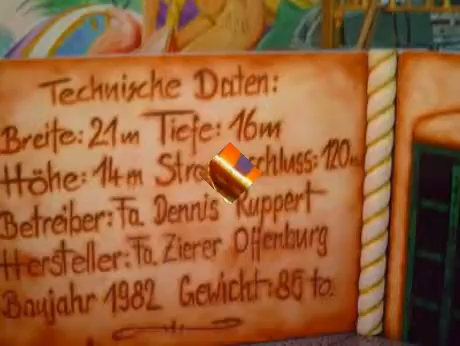 Technische Daten:
Breite: 21m Tiefe: 16m
Höhe: 14m
Betreiber: Fa. Dennis Ruppert
Hersteller: Fa. Zierer Offenburg
Baujahr 1982 Gewicht: 85 to.